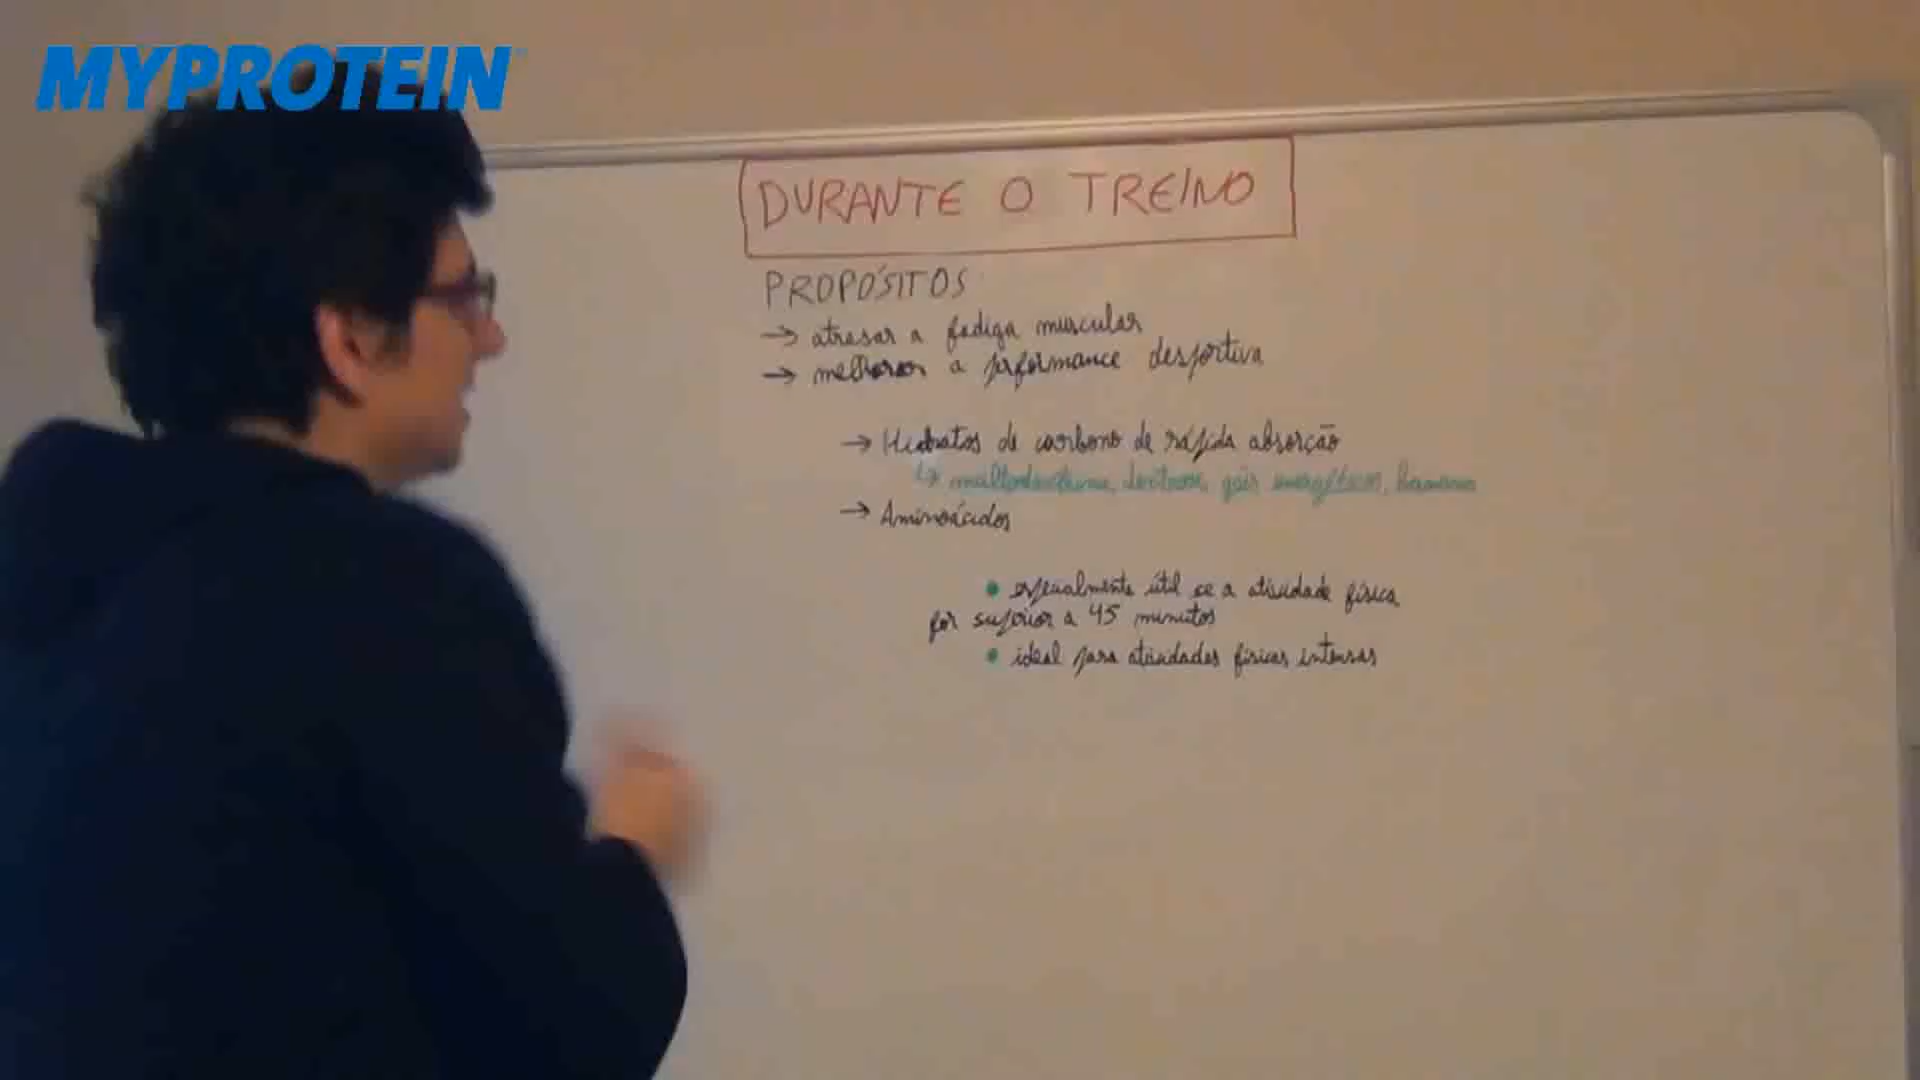 MYPROTEIN
DURANTE O TREINO
PROPÓSITOS
→ atrasar a fadiga muscular
→ melhorar a performance desportiva
→ Hidratos de carbono de rápida absorção
↳ maltodextrina, dextrose, géis energéticos, bananas
→ Aminoácidos
• especialmente útil se a atividade física
for superior a 45 minutos
• ideal para atividades físicas intensas